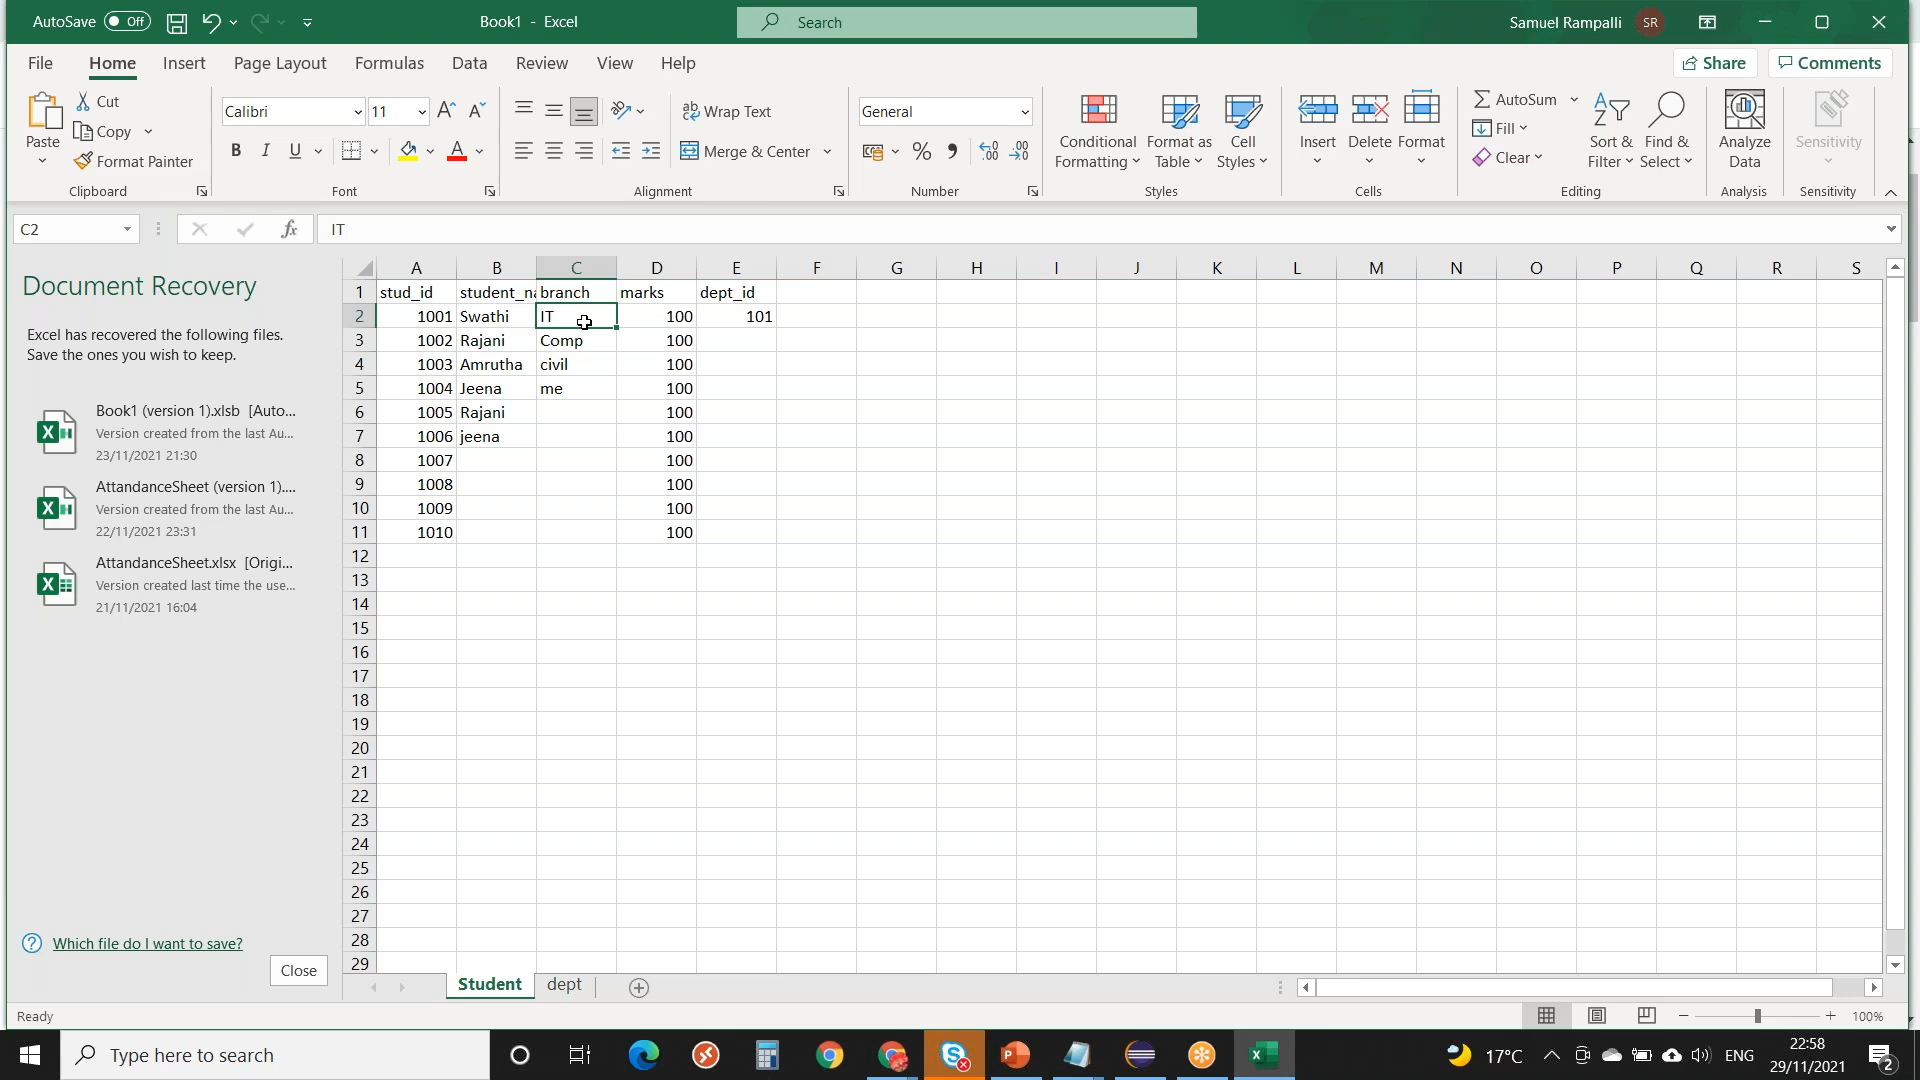 AutoSave Off Book1 - Excel Search Samuel Rampalli SR
File Home Insert Page Layout Formulas Data Review View Help Share Comments
Paste Cut Copy Format Painter
Clipboard
Calibri 11 A A
B I U A
Font
Wrap Text
Merge & Center
Alignment
General
% 9
Number
Conditional Formatting Format as Table Cell Styles
Styles
Insert Delete Format
Cells
AutoSum
Fill
Clear
Sort & Filter Find & Select
Editing
Analyze Data
Analysis
Sensitivity
Sensitivity
C2 fx IT
Document Recovery
Excel has recovered the following files.
Save the ones you wish to keep.
Book1 (version 1).xlsb [Auto...
Version created from the last Au...
23/11/2021 21:30
AttandanceSheet (version 1)....
Version created from the last Au...
22/11/2021 23:31
AttandanceSheet.xlsx [Origi...
Version created last time the use...
21/11/2021 16:04
Which file do I want to save?
Close
A B C D E F G H I J K L M N O P Q R S
1 stud_id student_na branch marks dept_id
2 1001 Swathi IT 100 101
3 1002 Rajani Comp 100
4 1003 Amrutha civil 100
5 1004 Jeena me 100
6 1005 Rajani 100
7 1006 jeena 100
8 1007 100
9 1008 100
10 1009 100
11 1010 100
12
13
14
15
16
17
18
19
20
21
22
23
24
25
26
27
28
29
Student dept
Ready 100%
Type here to search 17°C ENG 22:58
29/11/2021 2